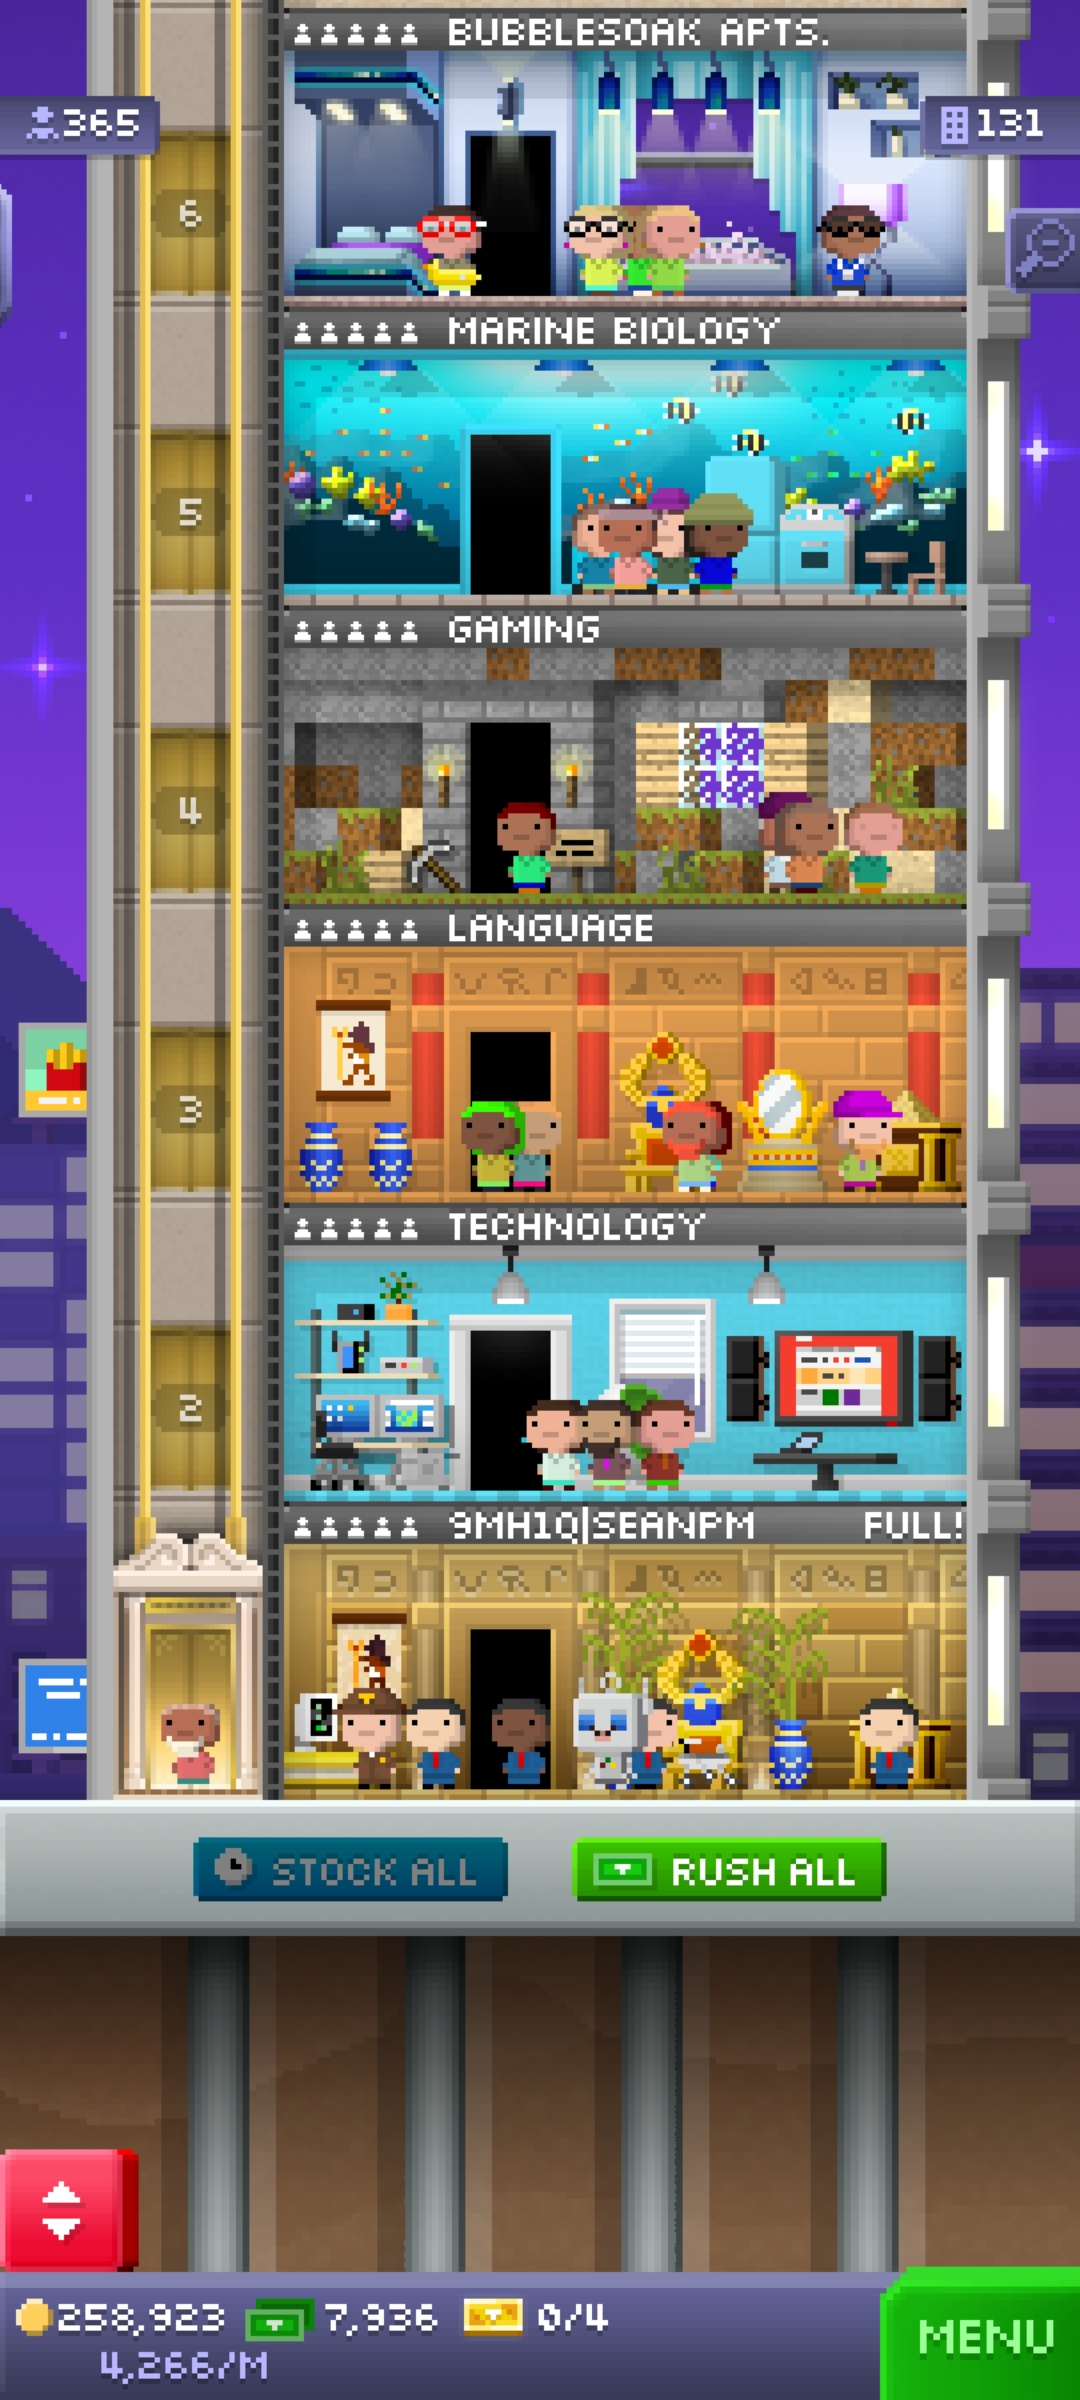 BUBBLESOAK APTS.
365
131
6
MARINE BIOLOGY
5
GAMING
4
LANGUAGE
3
TECHNOLOGY
2
9MH1Q|SEANPM FULL!
STOCK ALL
RUSH ALL
258,923 7,936 0/4
4,266/M
MENU